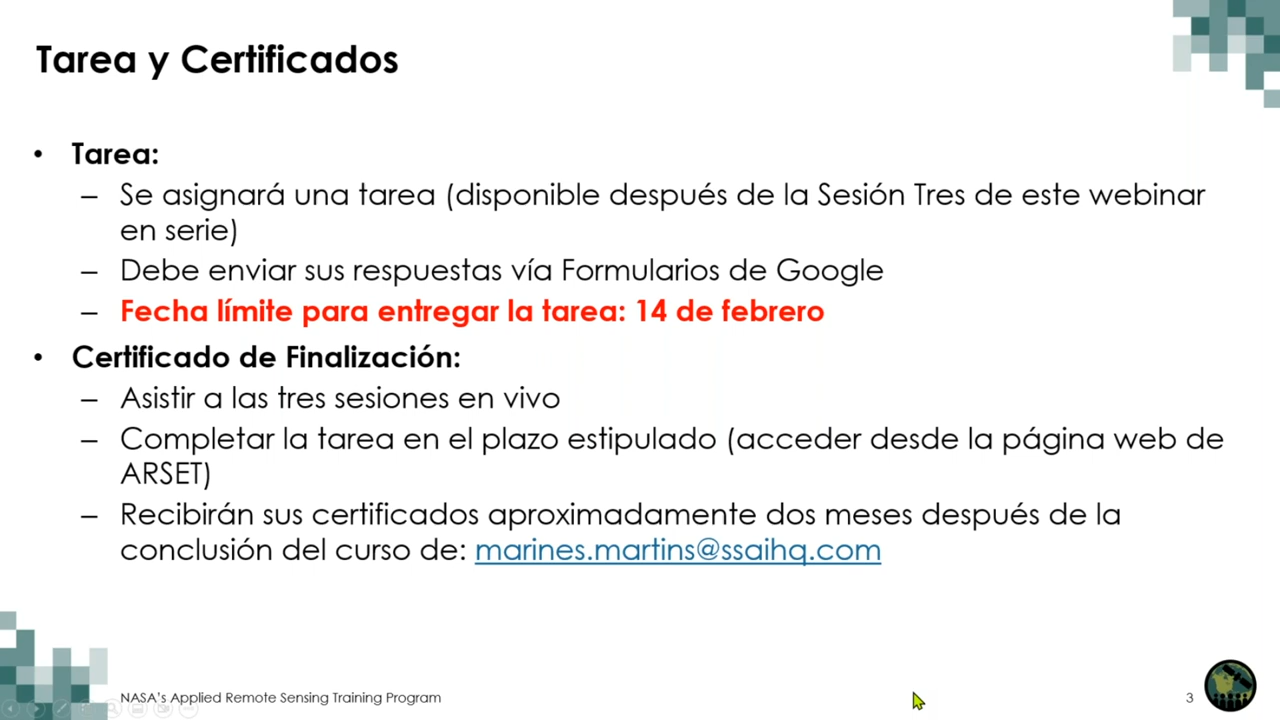 Tarea y Certificados
• Tarea:
– Se asignará una tarea (disponible después de la Sesión Tres de este webinar
en serie)
– Debe enviar sus respuestas vía Formularios de Google
– Fecha límite para entregar la tarea: 14 de febrero
• Certificado de Finalización:
– Asistir a las tres sesiones en vivo
– Completar la tarea en el plazo estipulado (acceder desde la página web de
ARSET)
– Recibirán sus certificados aproximadamente dos meses después de la
conclusión del curso de: marines.martins@ssaihq.com
NASA's Applied Remote Sensing Training Program
3